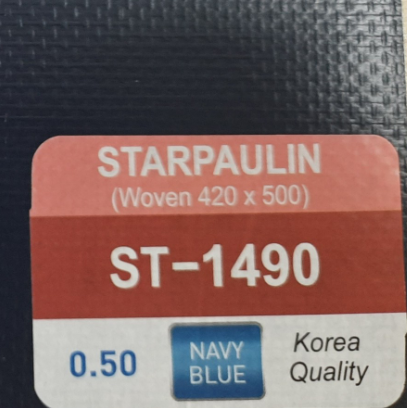 STARPAULIN
(Woven 420 x 500)
ST-1490
0.50
NAVY
BLUE
Korea
Quality